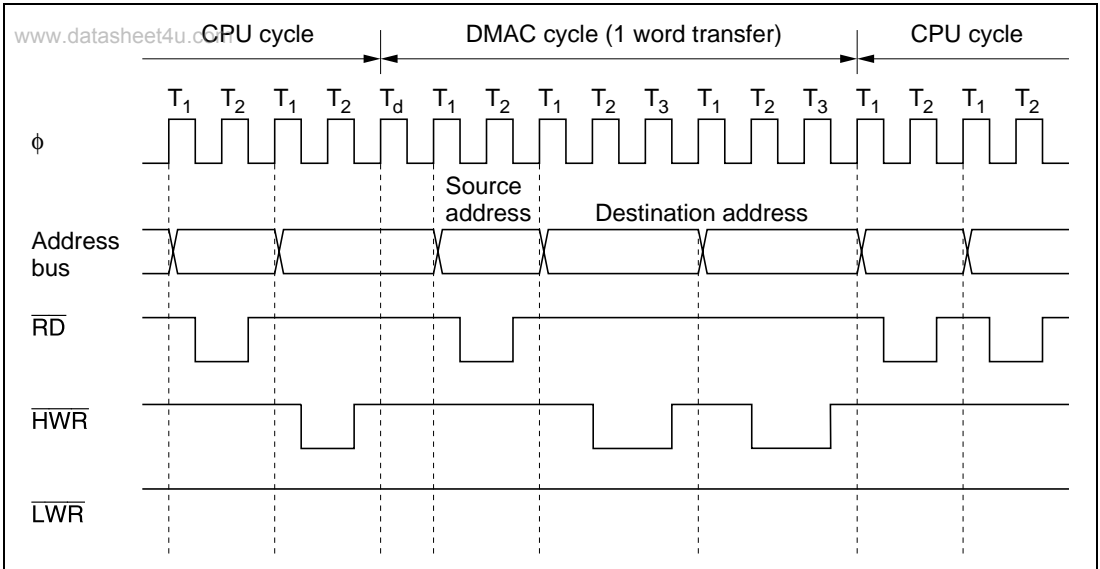 www.datasheet4u.com
CPU cycle DMAC cycle (1 word transfer) CPU cycle
T1 T2 T1 T2 Td T1 T2 T1 T2 T3 T1 T2 T3 T1 T2 T1 T2
ϕ
Source
address Destination address
Address
bus
RD
HWR
LWR